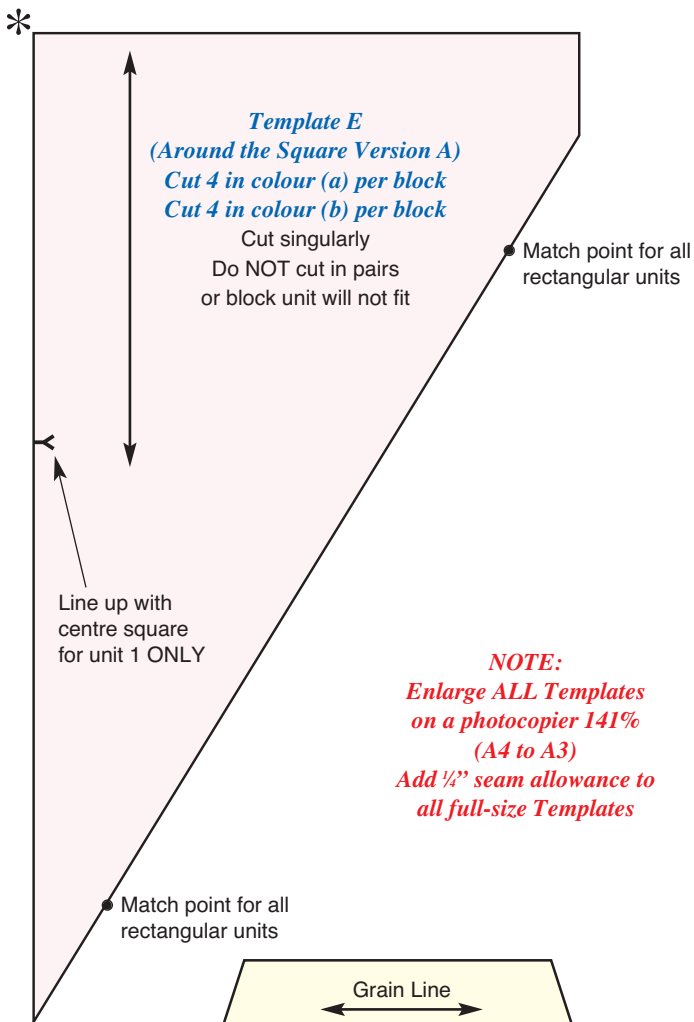 *
Template E
(Around the Square Version A)
Cut 4 in colour (a) per block
Cut 4 in colour (b) per block
Cut singularly
Do NOT cut in pairs
or block unit will not fit
Match point for all
rectangular units
Line up with
centre square
for unit 1 ONLY
NOTE:
Enlarge ALL Templates
on a photocopier 141%
(A4 to A3)
Add ¼” seam allowance to
all full-size Templates
Match point for all
rectangular units
Grain Line